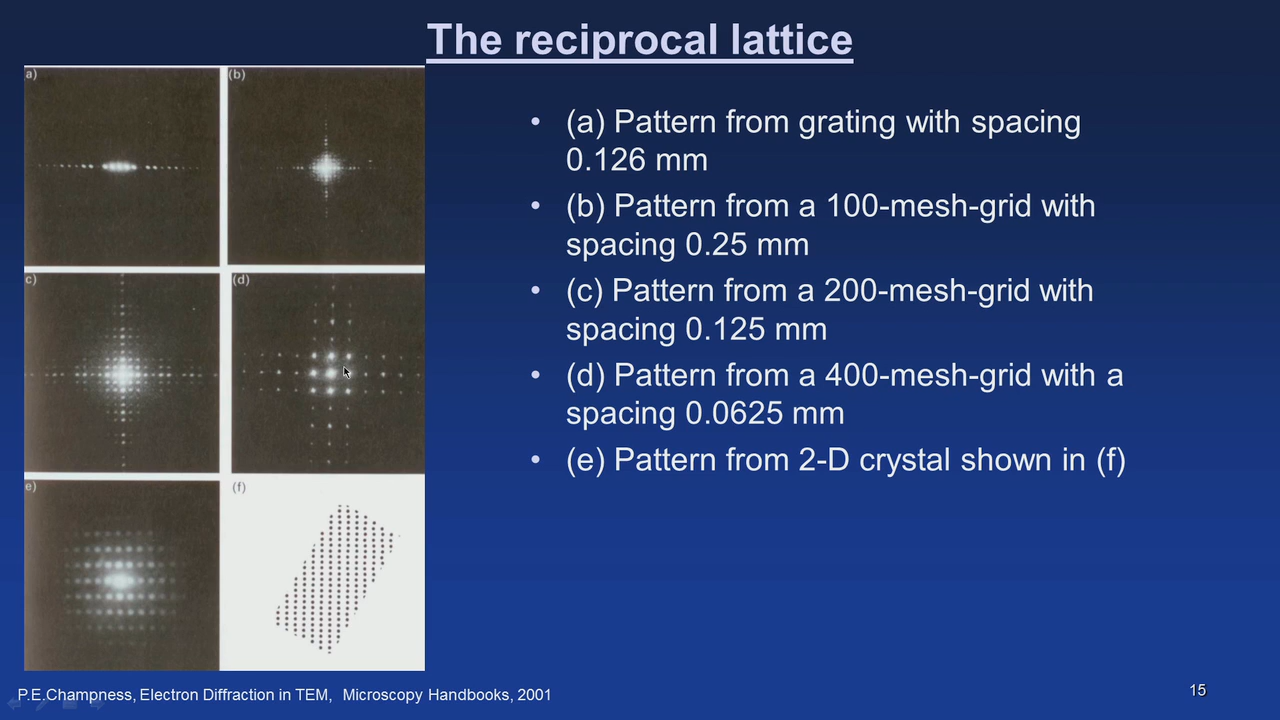 The reciprocal lattice
a)
(b)
c)
(d)
e)
(f)
• (a) Pattern from grating with spacing
0.126 mm
• (b) Pattern from a 100-mesh-grid with
spacing 0.25 mm
• (c) Pattern from a 200-mesh-grid with
spacing 0.125 mm
• (d) Pattern from a 400-mesh-grid with a
spacing 0.0625 mm
• (e) Pattern from 2-D crystal shown in (f)
P.E.Champness, Electron Diffraction in TEM, Microscopy Handbooks, 2001
15